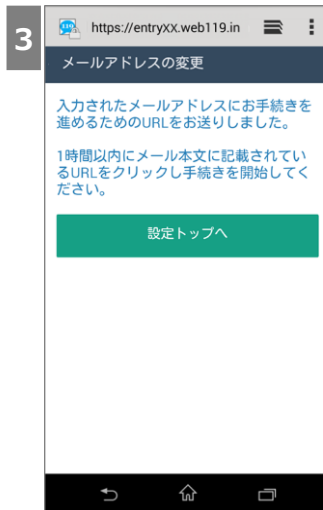 3
https://entryXX.web119.in
メールアドレスの変更
入力されたメールアドレスにお手続きを
進めるためのURLをお送りしました。
1時間以内にメール本文に記載されてい
るURLをクリックし手続きを開始してく
ださい。
設定トップへ